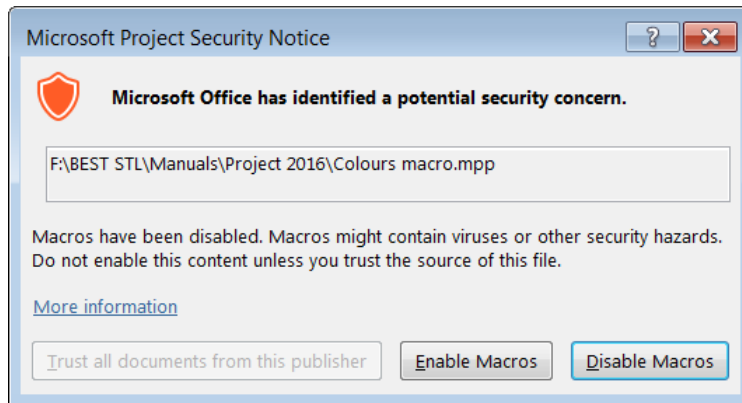 Microsoft Project Security Notice
Microsoft Office has identified a potential security concern.
F:\BEST STL\Manuals\Project 2016\Colours macro.mpp
Macros have been disabled. Macros might contain viruses or other security hazards.
Do not enable this content unless you trust the source of this file.
More information
Trust all documents from this publisher
Enable Macros
Disable Macros